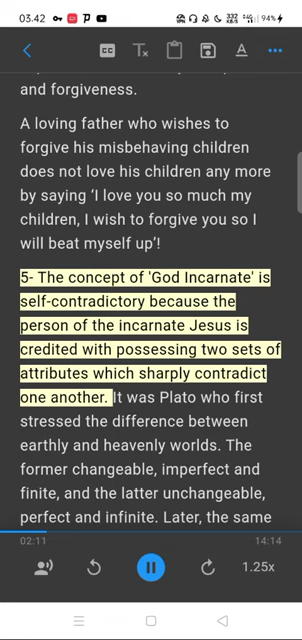 03.42
332
KB/S
4G
94%
CC
and forgiveness.
A loving father who wishes to
forgive his misbehaving children
does not love his children any more
by saying ‘I love you so much my
children, I wish to forgive you so I
will beat myself up’!
5- The concept of 'God Incarnate' is
self-contradictory because the
person of the incarnate Jesus is
credited with possessing two sets of
attributes which sharply contradict
one another. It was Plato who first
stressed the difference between
earthly and heavenly worlds. The
former changeable, imperfect and
finite, and the latter unchangeable,
perfect and infinite. Later, the same
02:11
14:14
1.25x